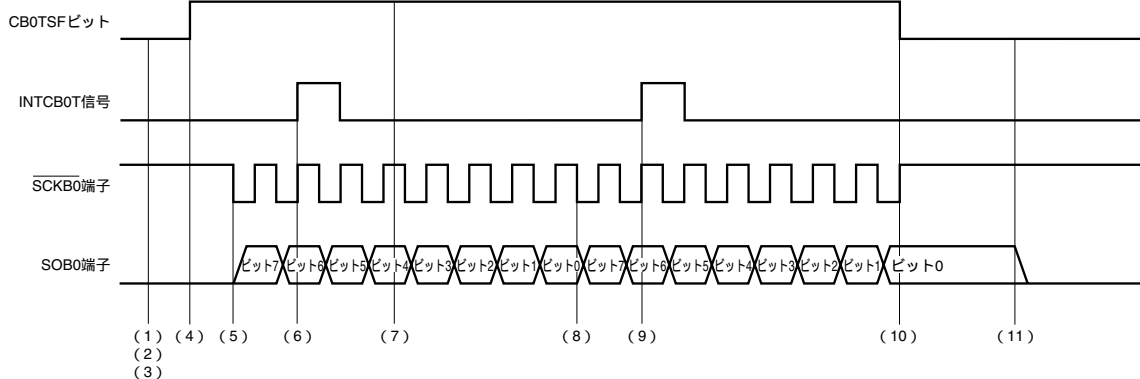 CB0TSFビット
INTCB0T信号
SCKB0端子
SOB0端子
ビット7 ビット6 ビット5 ビット4 ビット3 ビット2 ビット1 ビット0 ビット7 ビット6 ビット5 ビット4 ビット3 ビット2 ビット1 ビット0
(1) (4) (5) (6) (7) (8) (9) (10) (11)
(2)
(3)